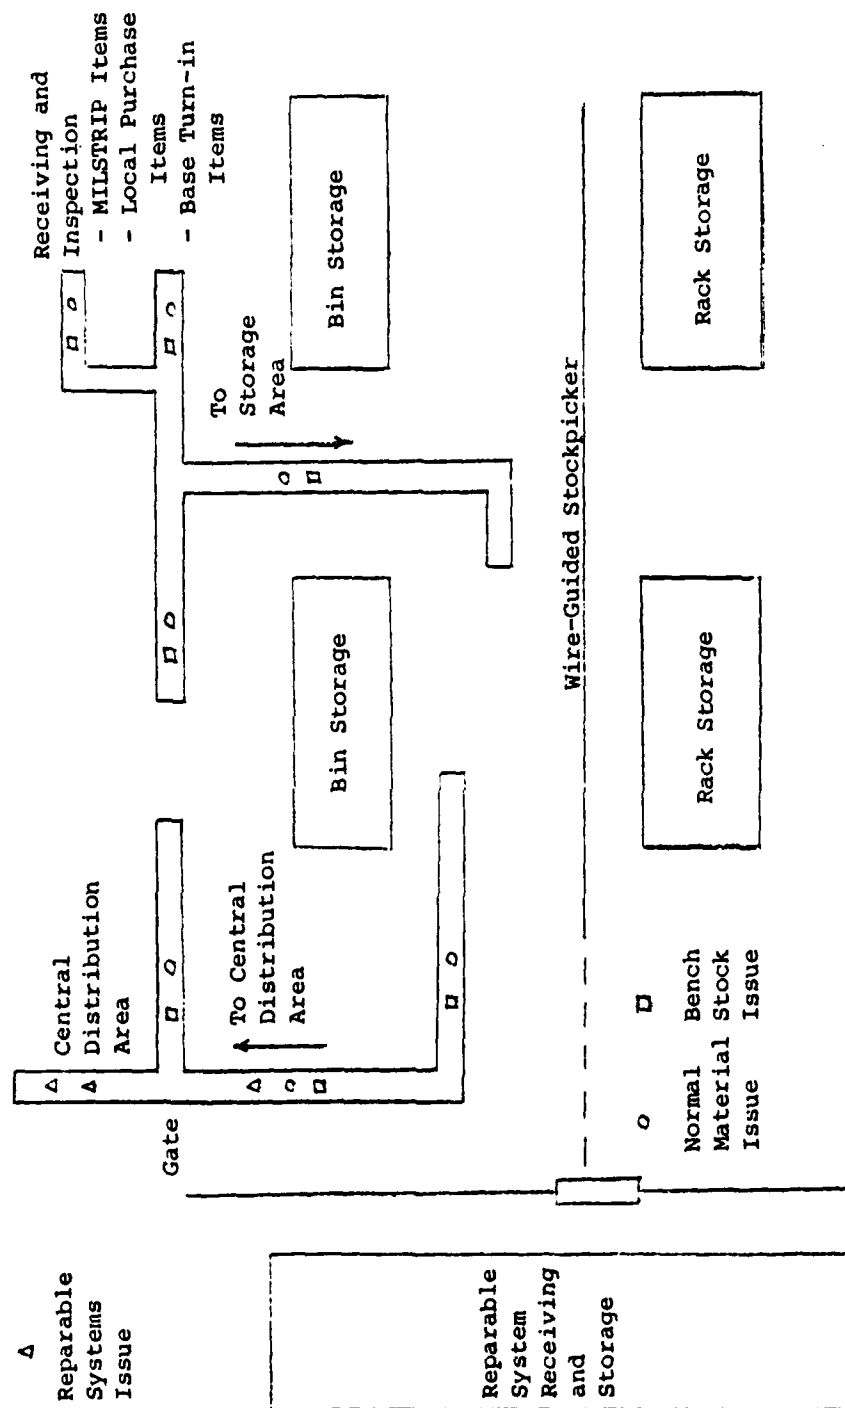 Receiving and
Inspection
- MILSTRIP Items
- Local Purchase
Items
- Base Turn-in
Items
Central
Distribution
Area
Gate
Reparable
Systems
Issue
To Central
Distribution
Area
To
Storage
Area
Bin Storage
Bin Storage
Wire-Guided Stockpicker
Reparable
System
Receiving
and
Storage
Normal
Material
Issue
Bench
Stock
Issue
Rack Storage
Rack Storage